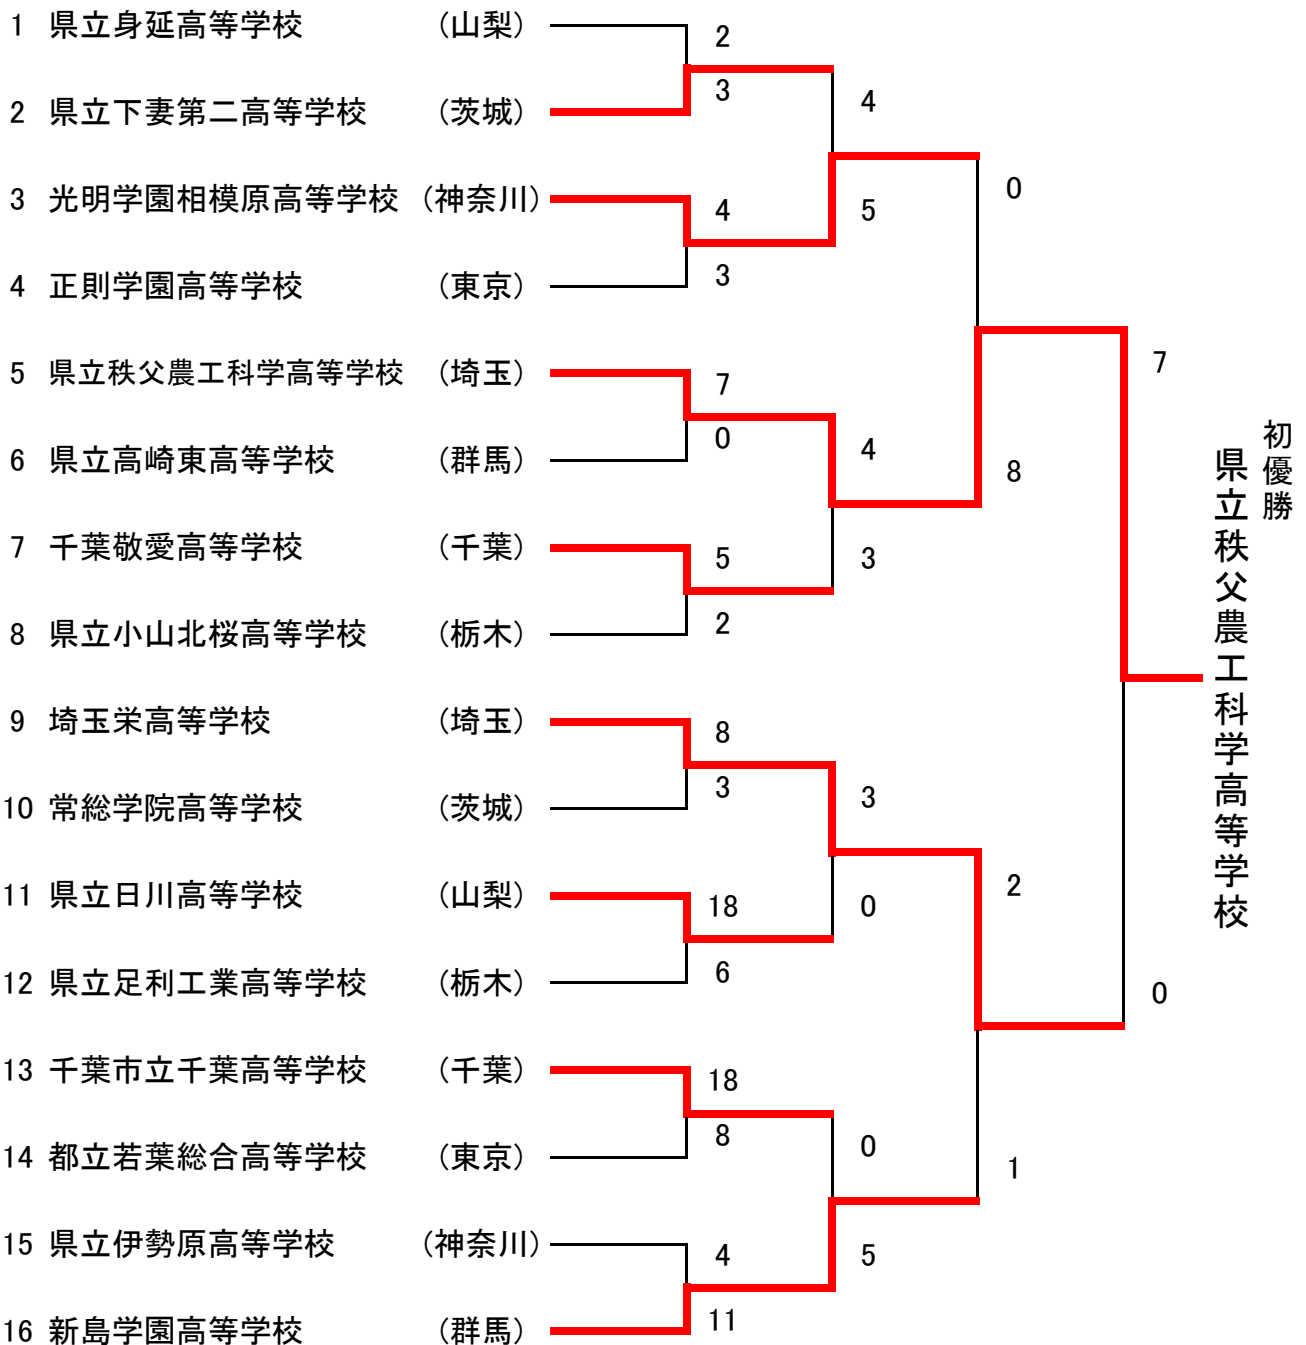 1 県立身延高等学校 (山梨)
2 県立下妻第二高等学校 (茨城)
3 光明学園相模原高等学校 (神奈川)
4 正則学園高等学校 (東京)
5 県立秩父農工科学高等学校 (埼玉)
6 県立高崎東高等学校 (群馬)
7 千葉敬愛高等学校 (千葉)
8 県立小山北桜高等学校 (栃木)
9 埼玉栄高等学校 (埼玉)
10 常総学院高等学校 (茨城)
11 県立日川高等学校 (山梨)
12 県立足利工業高等学校 (栃木)
13 千葉市立千葉高等学校 (千葉)
14 都立若葉総合高等学校 (東京)
15 県立伊勢原高等学校 (神奈川)
16 新島学園高等学校 (群馬)
2
3
4
3
7
0
5
2
8
3
18
6
18
8
4
11
4
5
4
3
3
0
0
5
0
8
2
1
7
0
初優勝
県立秩父農工科学高等学校